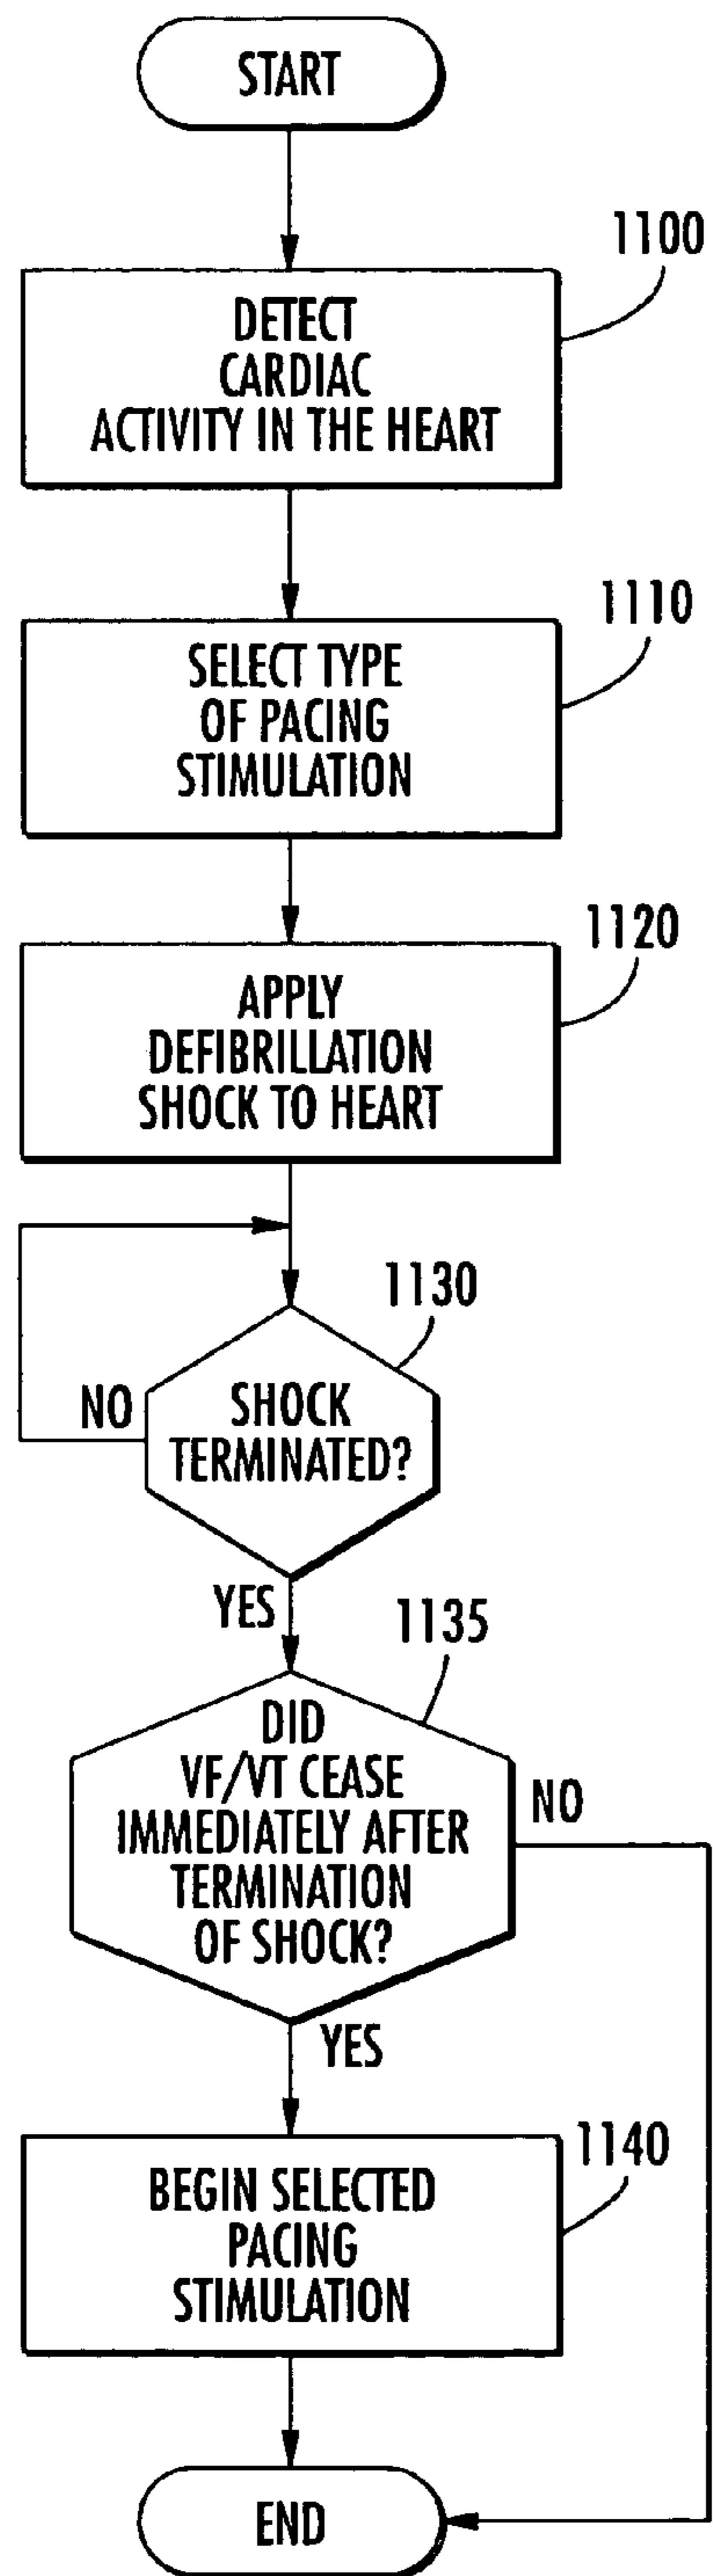 START
1100
DETECT
CARDIAC
ACTIVITY IN THE HEART
1110
SELECT TYPE
OF PACING
STIMULATION
1120
APPLY
DEFIBRILLATION
SHOCK TO HEART
1130
NO
SHOCK
TERMINATED?
YES
1135
DID
VF/VT CEASE
IMMEDIATELY AFTER
TERMINATION
OF SHOCK?
NO
YES
1140
BEGIN SELECTED
PACING
STIMULATION
END